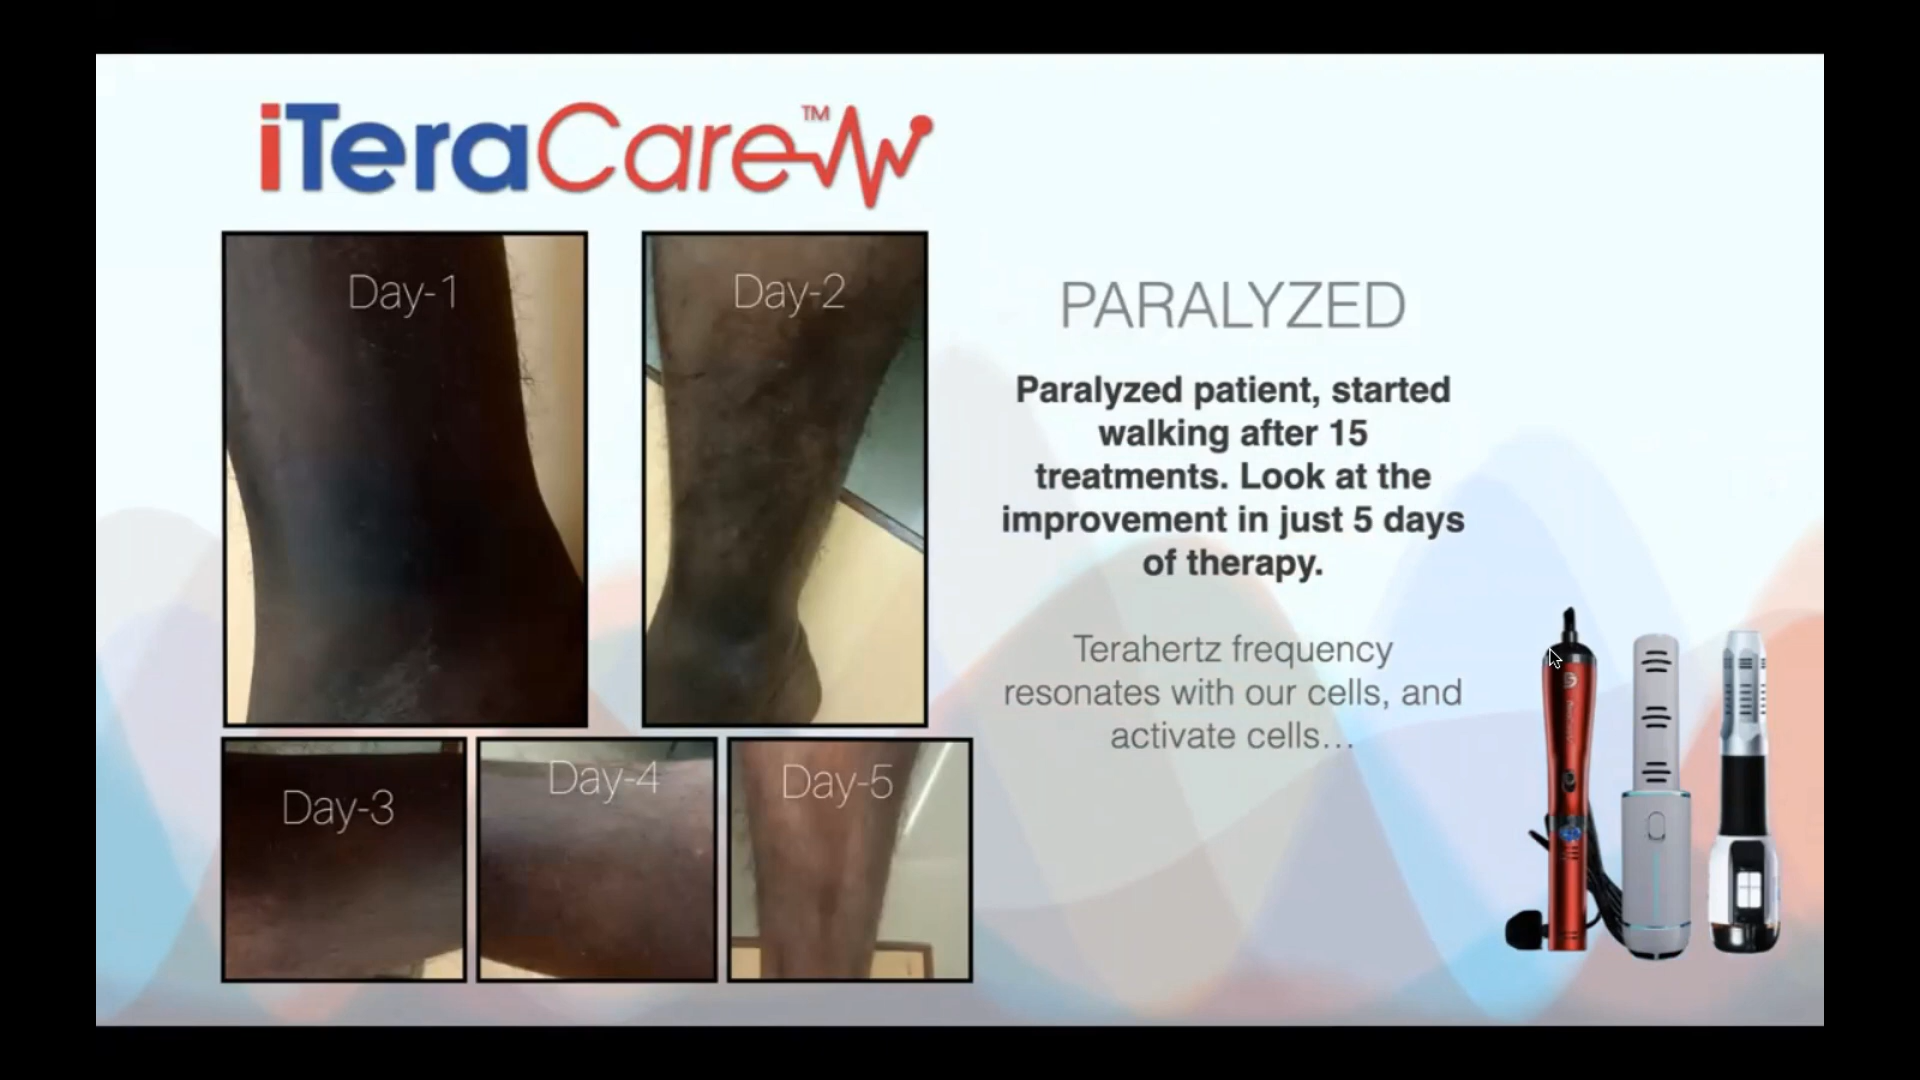 iTeraCare™
Day-1
Day-2
Day-3
Day-4
Day-5
PARALYZED
Paralyzed patient, started
walking after 15
treatments. Look at the
improvement in just 5 days
of therapy.
Terahertz frequency
resonates with our cells, and
activate cells...